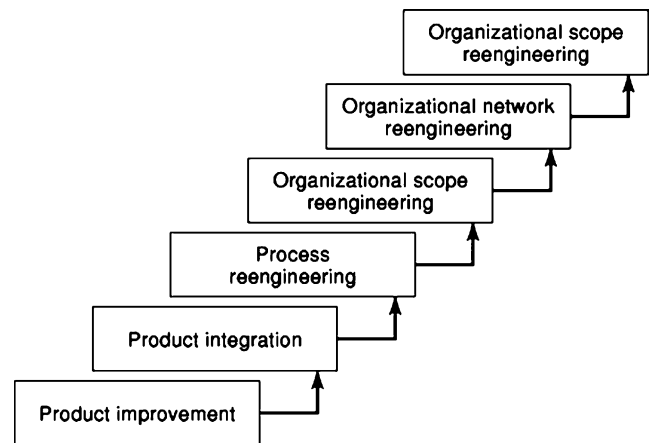 Organizational scope
reengineering
Organizational network
reengineering
Organizational scope
reengineering
Process
reengineering
Product integration
Product improvement